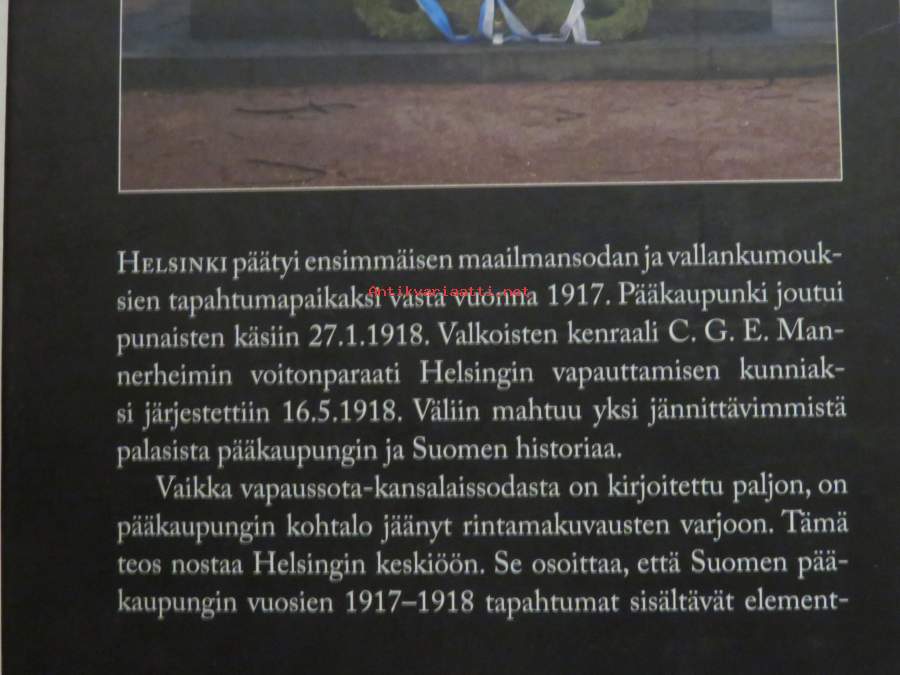 HELSINKI päätyi ensimmäisen maailmansodan ja vallankumouk-
sien tapahtumapaikaksi vasta vuonna 1917. Pääkaupunki joutui
Antikvariaatti.net
punaisten käsiin 27.1.1918. Valkoisten kenraali C. G. E. Man-
nerheimin voitonparaati Helsingin vapauttamisen kunniak-
si järjestettiin 16.5.1918. Väliin mahtuu yksi jännittävimmistä
palasista pääkaupungin ja Suomen historiaa.
Vaikka vapaussota-kansalaissodasta on kirjoitettu paljon, on
pääkaupungin kohtalo jäänyt rintamakuvausten varjoon. Tämä
teos nostaa Helsingin keskiöön. Se osoittaa, että Suomen pää-
kaupungin vuosien 1917–1918 tapahtumat sisältävät element-